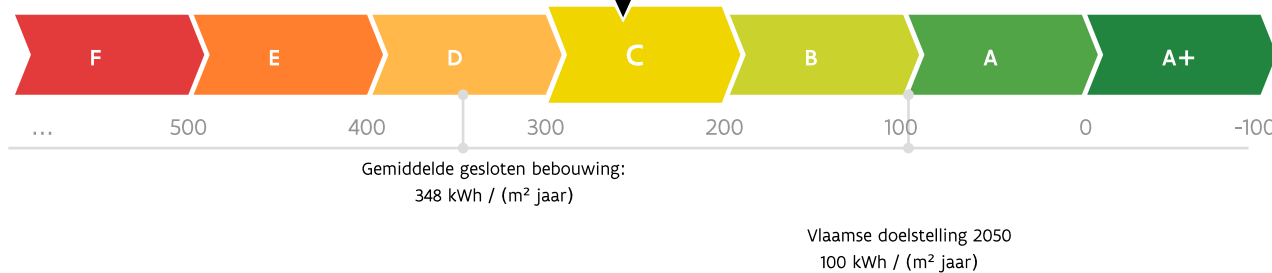 F E D C B A A+
... 500 400 300 200 100 0 -100
Gemiddelde gesloten bebouwing:
348 kWh / (m² jaar)
Vlaamse doelstelling 2050
100 kWh / (m² jaar)